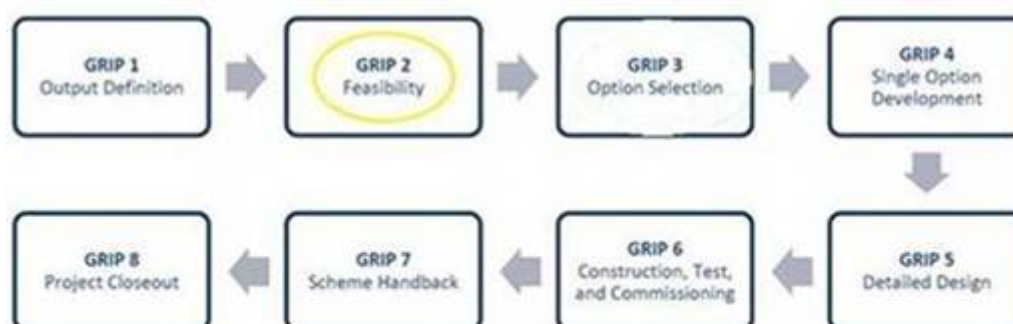 GRIP 1
Output Definition
GRIP 2
Feasibility
GRIP 3
Option Selection
GRIP 4
Single Option
Development
GRIP 8
Project Closeout
GRIP 7
Scheme Handback
GRIP 6
Construction, Test,
and Commissioning
GRIP 5
Detailed Design